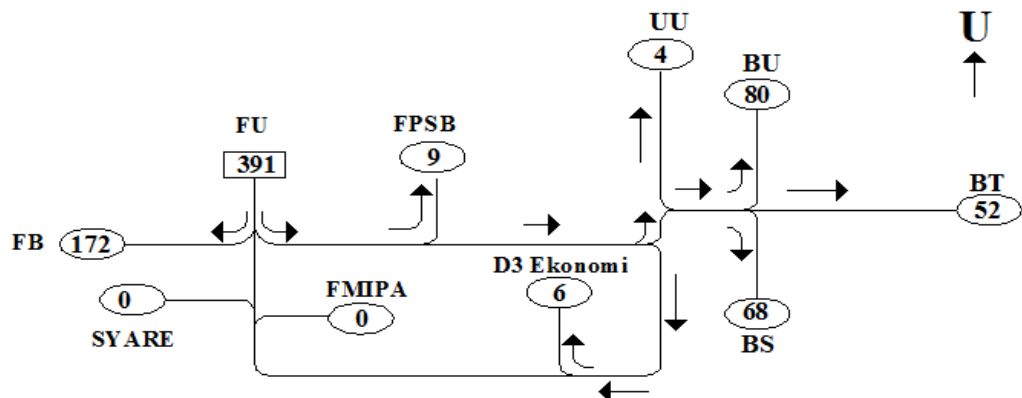 UU
4
U
BU
80
FU
391
FPSB
9
BT
52
FB
172
D3 Ekonomi
6
0
SYARE
FMIPA
0
68
BS